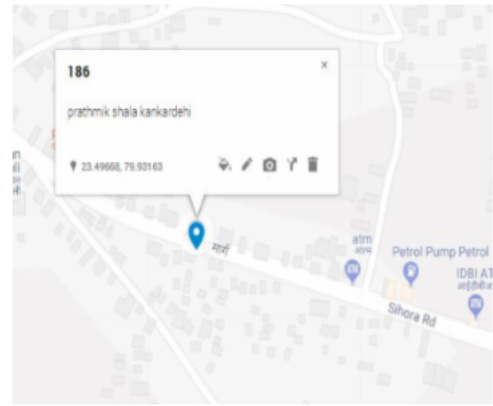 186
prathmik shala kankardehi
23.49668, 79.93163
मार्ग
atm
Petrol Pump Petrol
IDBI AT
Sihora Rd